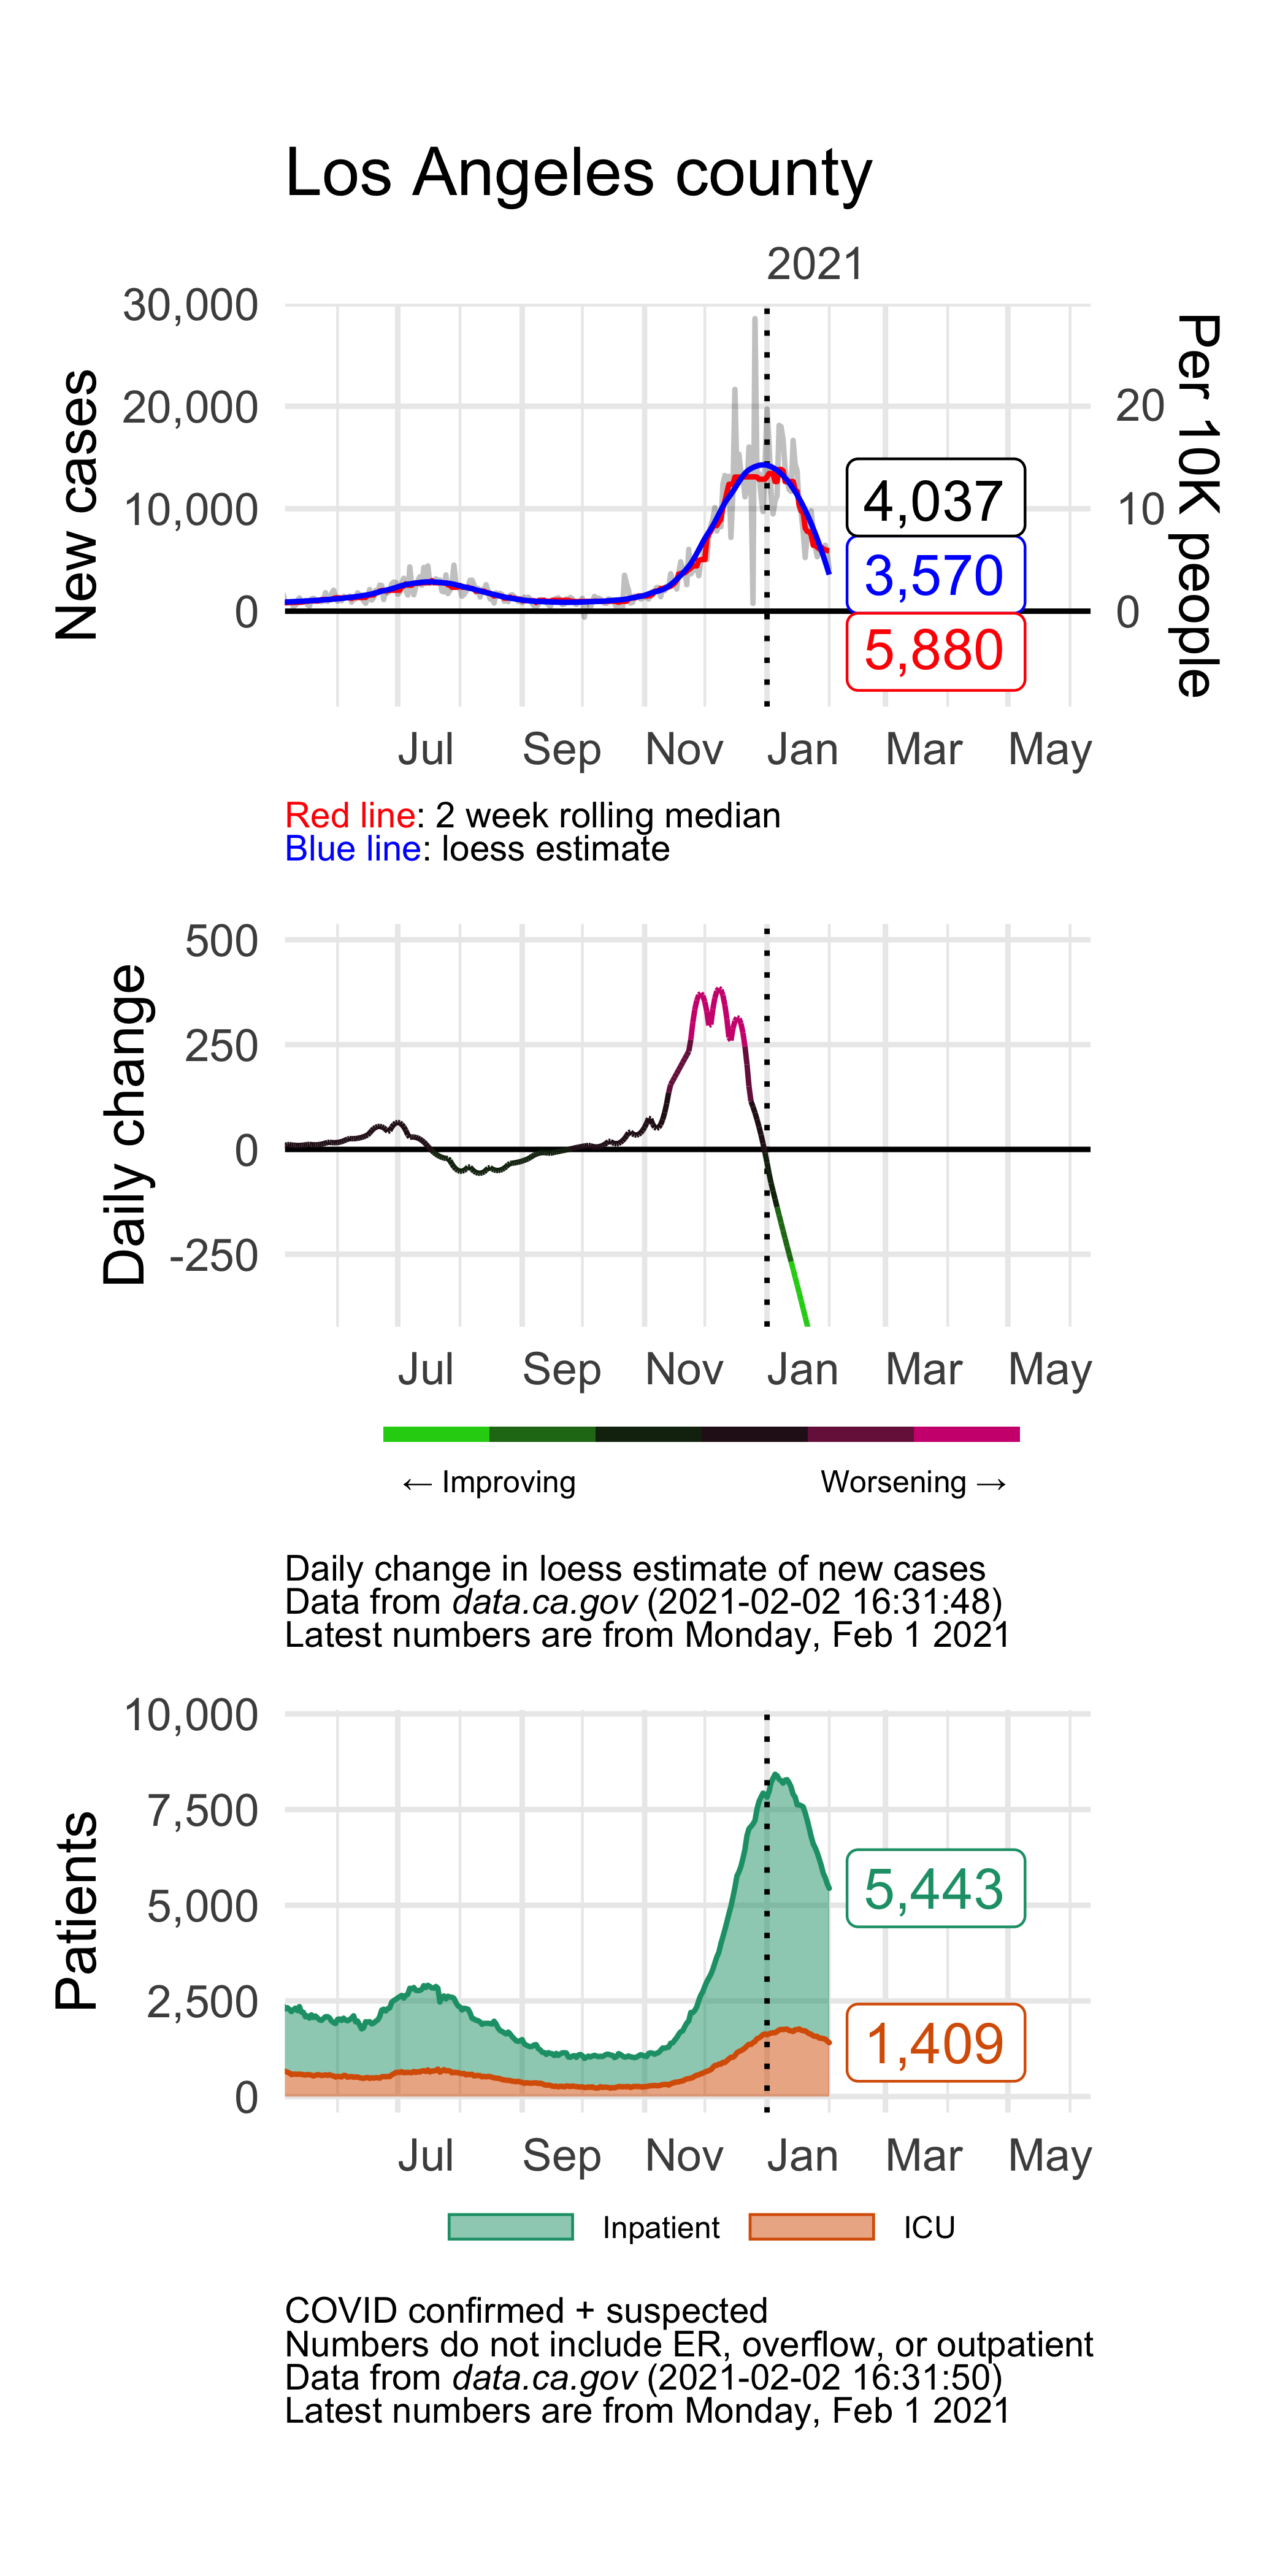 Los Angeles county
2021
30,000
20,000
10,000
0
New cases
20
10
0
Per 10K people
4,037
3,570
5,880
Jul Sep Nov Jan Mar May
Red line: 2 week rolling median
Blue line: loess estimate
500
250
0
-250
Daily change
Jul Sep Nov Jan Mar May
← Improving Worsening →
Daily change in loess estimate of new cases
Data from data.ca.gov (2021-02-02 16:31:48)
Latest numbers are from Monday, Feb 1 2021
10,000
7,500
5,000
2,500
0
Patients
5,443
1,409
Jul Sep Nov Jan Mar May
Inpatient ICU
COVID confirmed + suspected
Numbers do not include ER, overflow, or outpatient
Data from data.ca.gov (2021-02-02 16:31:50)
Latest numbers are from Monday, Feb 1 2021